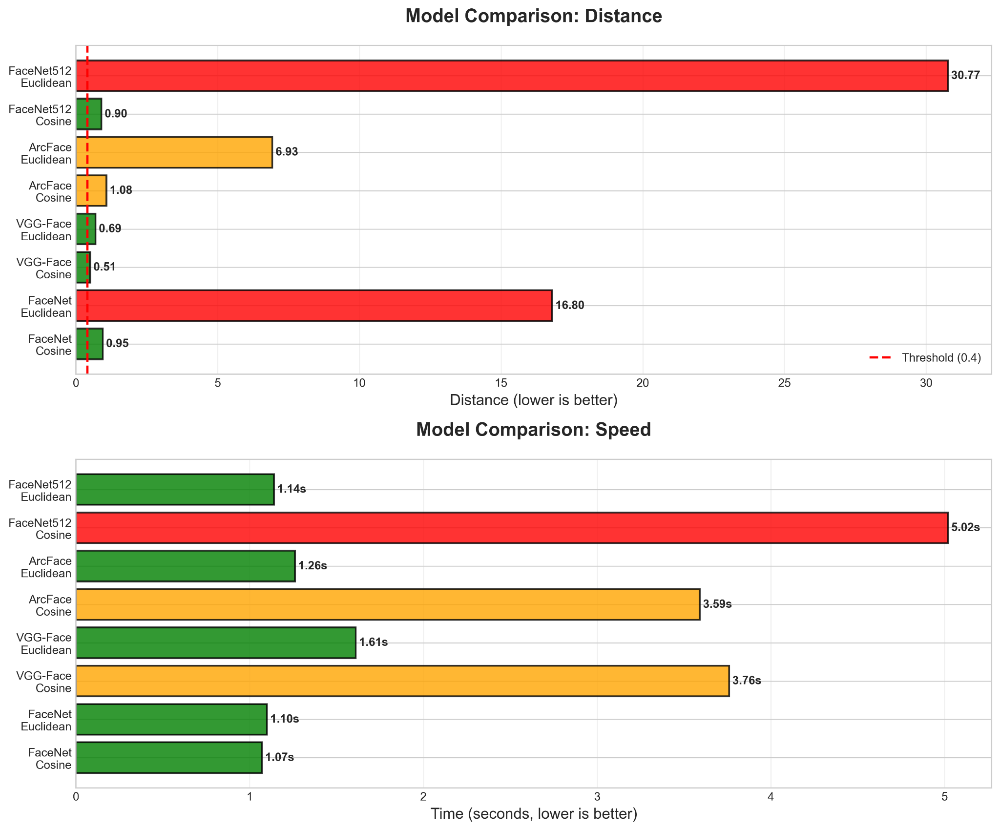 Model Comparison: Distance
FaceNet512
Euclidean
30.77
FaceNet512
Cosine
0.90
ArcFace
Euclidean
6.93
ArcFace
Cosine
1.08
VGG-Face
Euclidean
0.69
VGG-Face
Cosine
0.51
FaceNet
Euclidean
16.80
FaceNet
Cosine
0.95
Threshold (0.4)
0 5 10 15 20 25 30
Distance (lower is better)
Model Comparison: Speed
FaceNet512
Euclidean
1.14s
FaceNet512
Cosine
5.02s
ArcFace
Euclidean
1.26s
ArcFace
Cosine
3.59s
VGG-Face
Euclidean
1.61s
VGG-Face
Cosine
3.76s
FaceNet
Euclidean
1.10s
FaceNet
Cosine
1.07s
0 1 2 3 4 5
Time (seconds, lower is better)